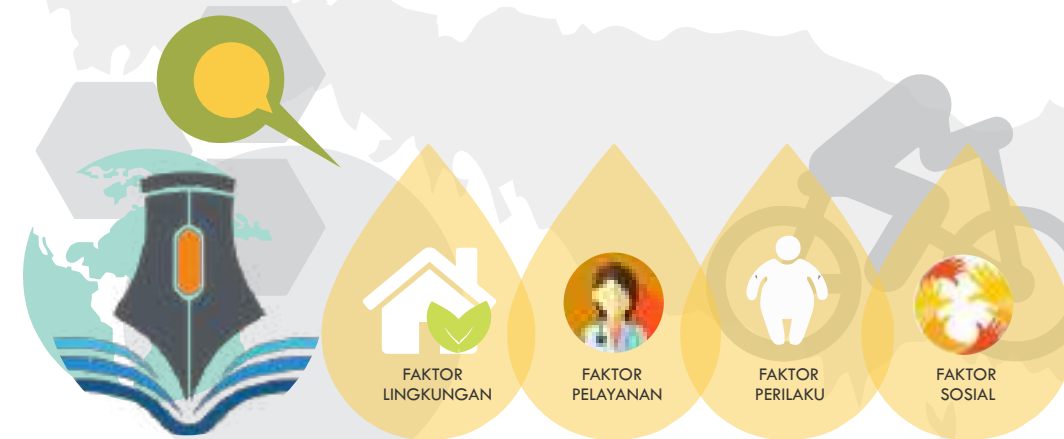 FAKTOR
LINGKUNGAN
FAKTOR
PELAYANAN
FAKTOR
PERILAKU
FAKTOR
SOSIAL